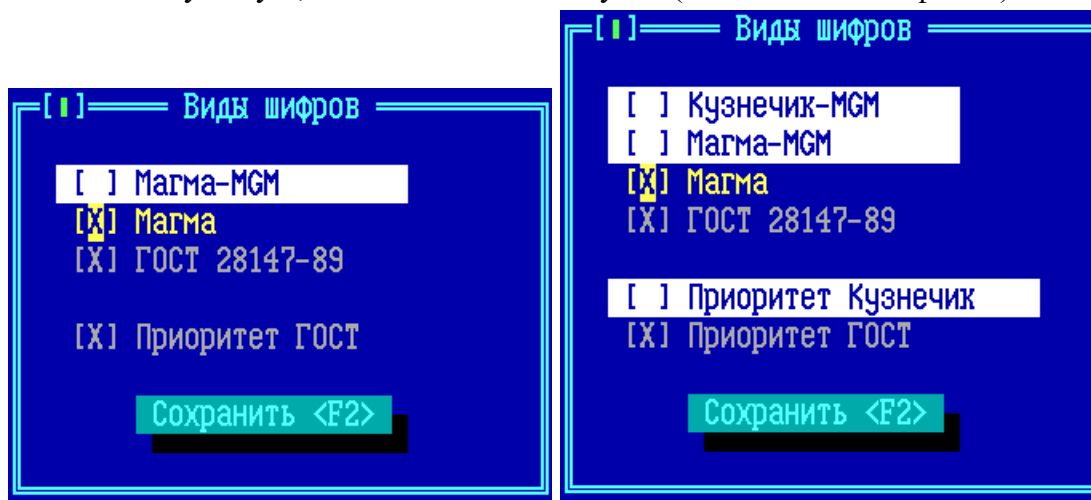 [ ] Виды шифров
[ ] Магма-MGM
[X] Магма
[X] ГОСТ 28147-89
[X] Приоритет ГОСТ
Сохранить <F2>
[ ] Виды шифров
[ ] Кузнечик-MGM
[ ] Магма-MGM
[X] Магма
[X] ГОСТ 28147-89
[ ] Приоритет Кузнечик
[X] Приоритет ГОСТ
Сохранить <F2>